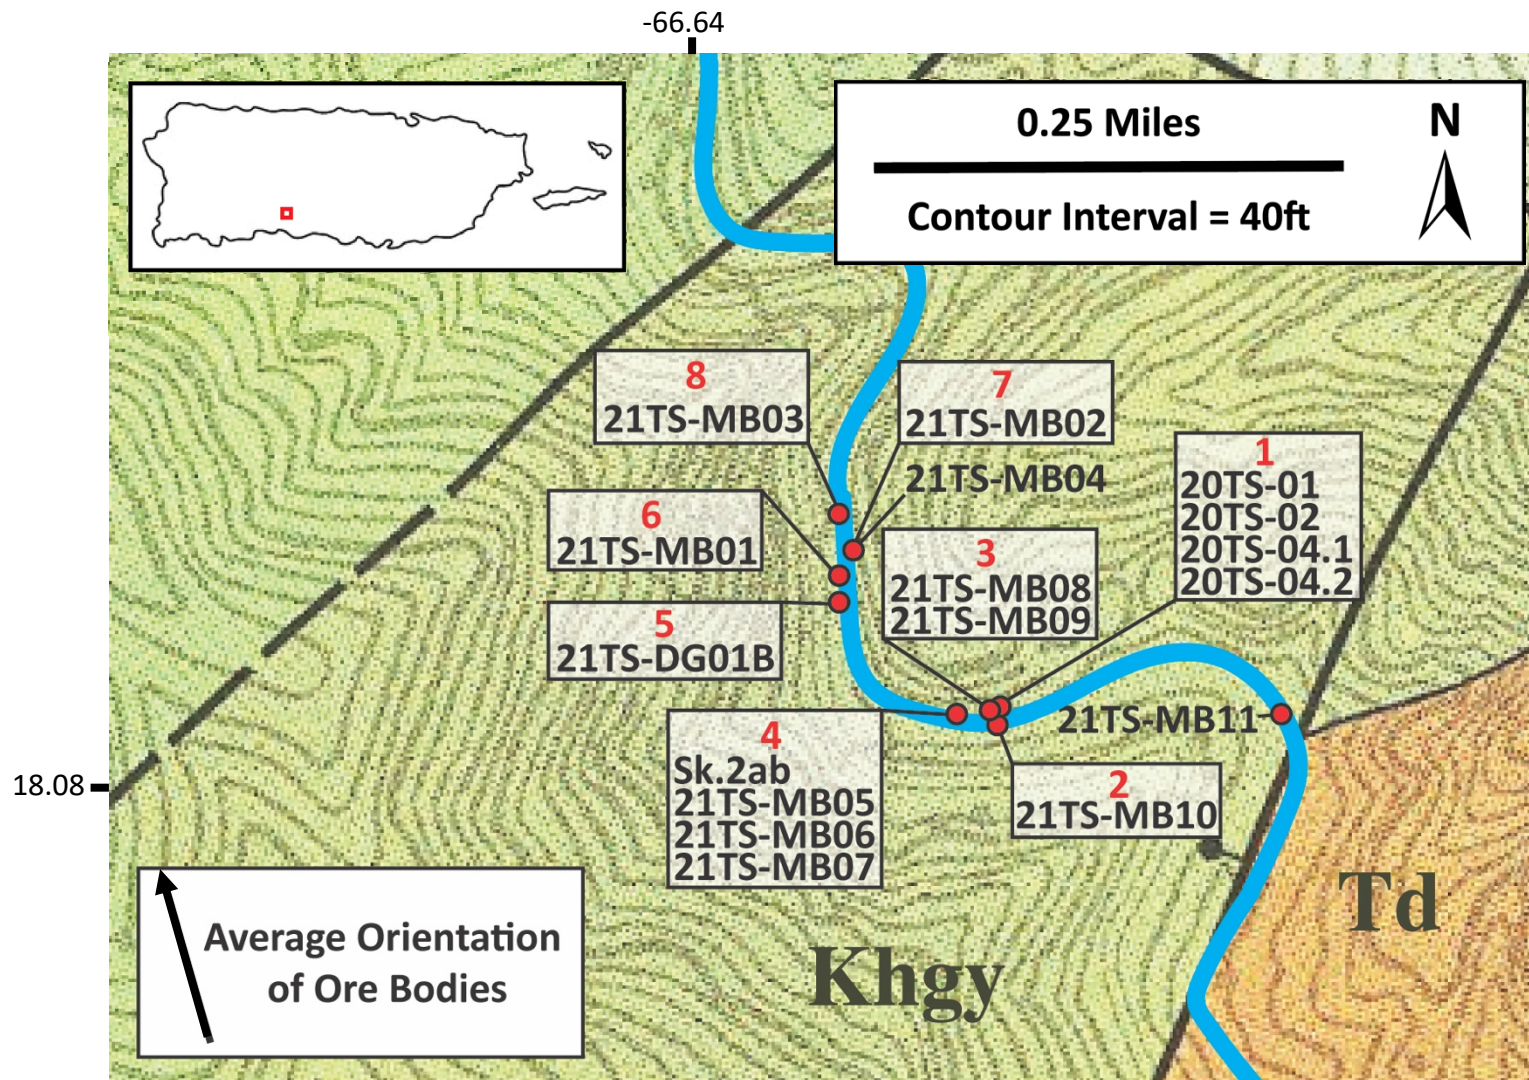 -66.64
0.25 Miles
N
Contour Interval = 40ft
8
21TS-MB03
7
21TS-MB02
21TS-MB04
1
20TS-01
20TS-02
20TS-04.1
20TS-04.2
6
21TS-MB01
3
21TS-MB08
21TS-MB09
5
21TS-DG01B
21TS-MB11
4
Sk.2ab
21TS-MB05
21TS-MB06
21TS-MB07
2
21TS-MB10
18.08
Td
Average Orientation
of Ore Bodies
Khgy